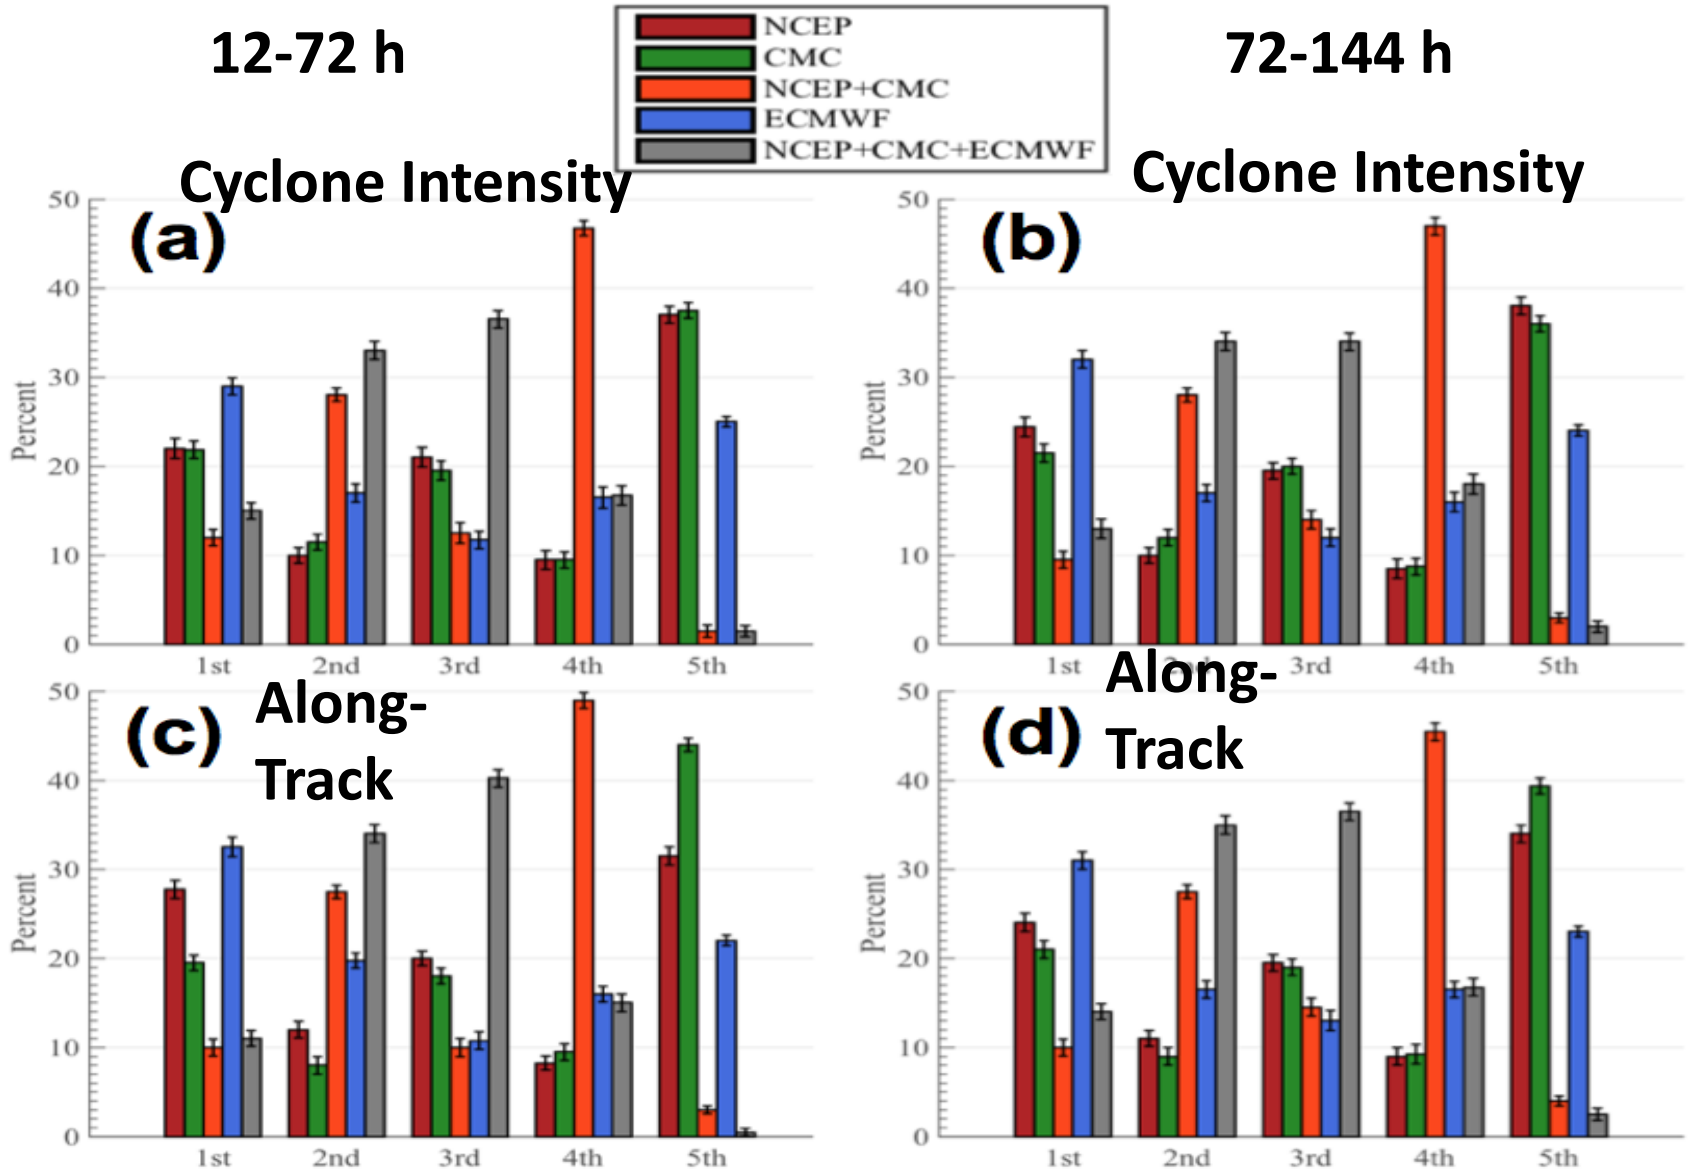 12-72 h
NCEP
CMC
NCEP+CMC
ECMWF
NCEP+CMC+ECMWF
72-144 h
Cyclone Intensity
(a)
Percent
50
40
30
20
10
0
1st
2nd
3rd
4th
5th
Cyclone Intensity
(b)
Percent
50
40
30
20
10
0
1st
2nd
3rd
4th
5th
Along-
Track
(c)
Percent
50
40
30
20
10
0
1st
2nd
3rd
4th
5th
Along-
Track
(d)
Percent
50
40
30
20
10
0
1st
2nd
3rd
4th
5th